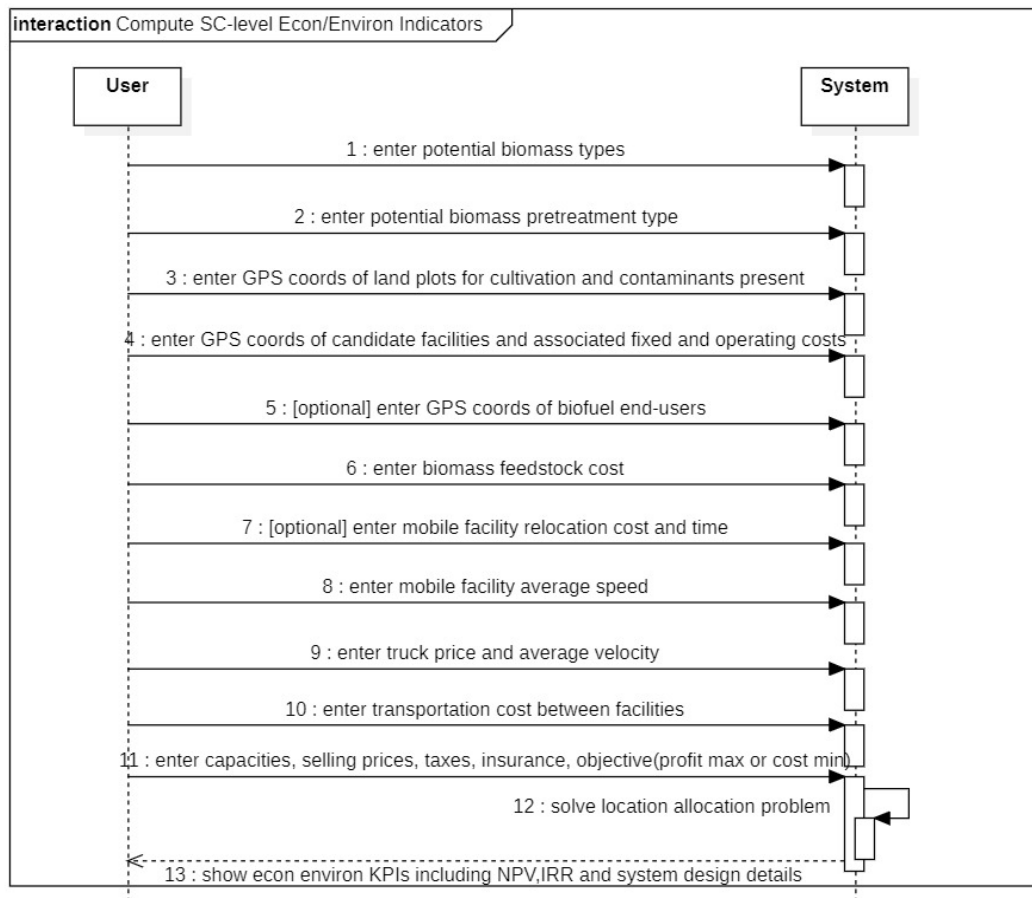 interaction Compute SC-level Econ/Environ Indicators
User
System
1 : enter potential biomass types
2 : enter potential biomass pretreatment type
3 : enter GPS coords of land plots for cultivation and contaminants present
4 : enter GPS coords of candidate facilities and associated fixed and operating costs
5 : [optional] enter GPS coords of biofuel end-users
6 : enter biomass feedstock cost
7 : [optional] enter mobile facility relocation cost and time
8 : enter mobile facility average speed
9 : enter truck price and average velocity
10 : enter transportation cost between facilities
11 : enter capacities, selling prices, taxes, insurance, objective(profit max or cost min)
12 : solve location allocation problem
13 : show econ environ KPIs including NPV,IRR and system design details